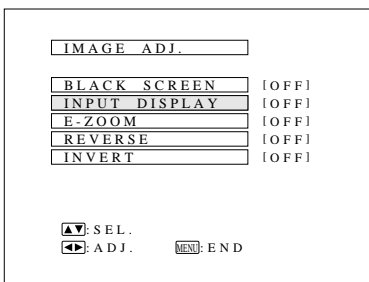 IMAGE ADJ.
BLACK SCREEN [OFF]
INPUT DISPLAY [OFF]
E-ZOOM [OFF]
REVERSE [OFF]
INVERT [OFF]
▲▼:SEL.
◀▶:ADJ. MENU:END